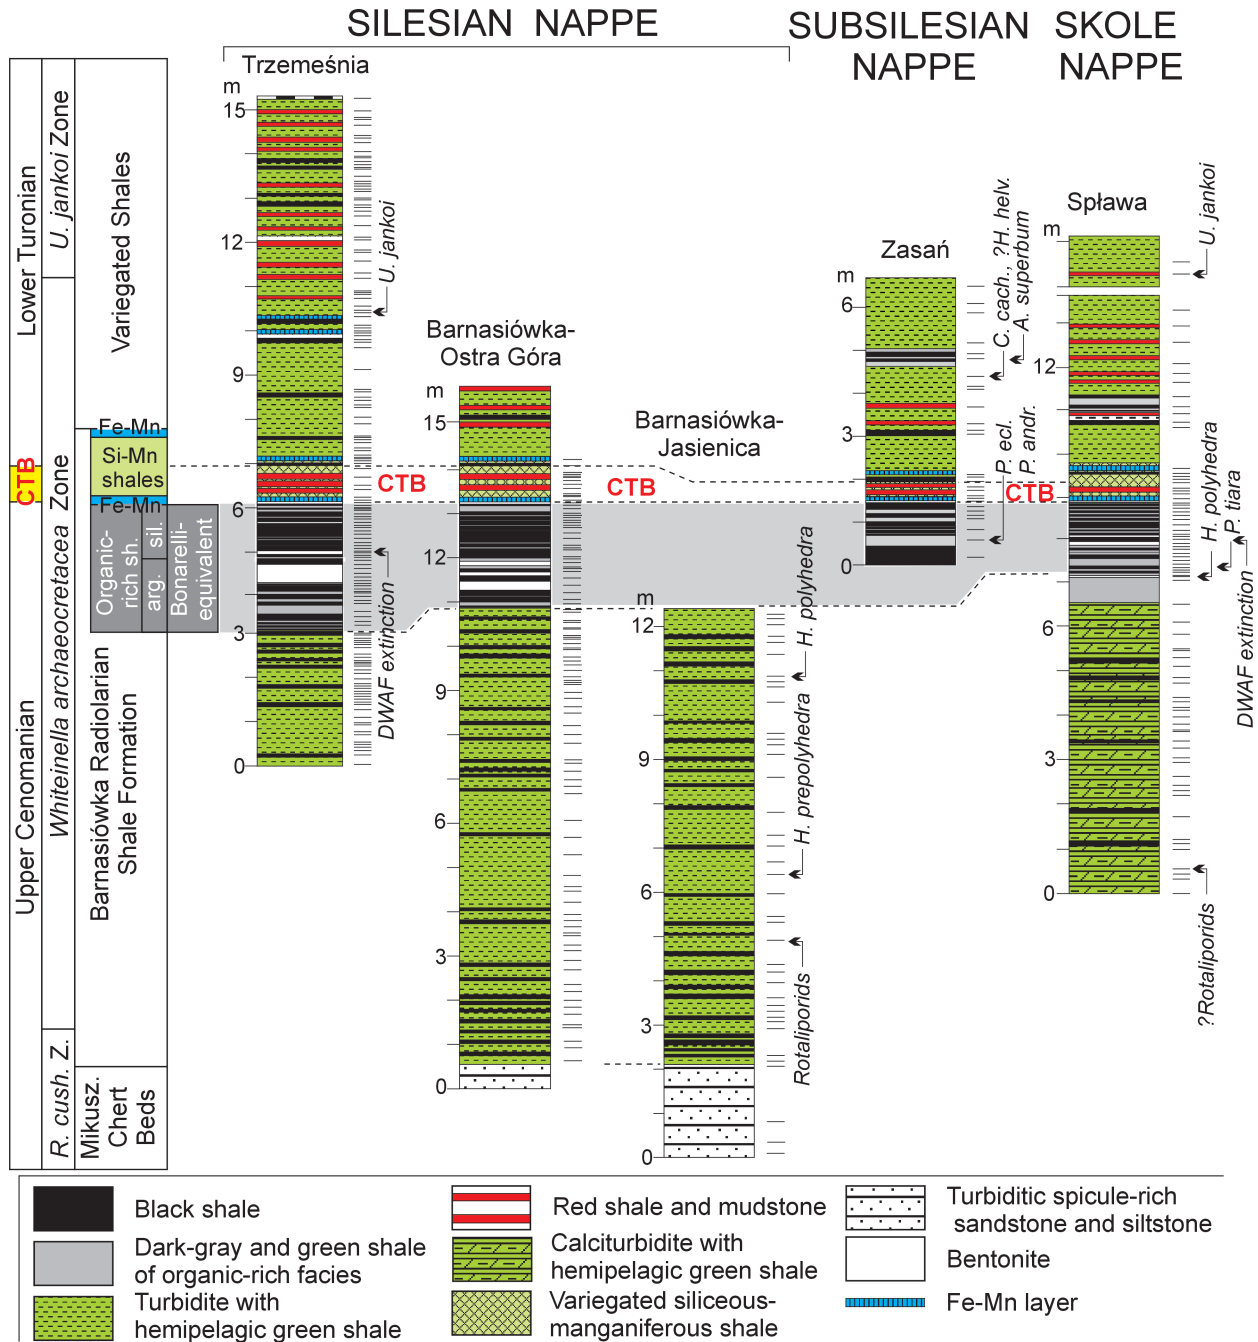 SILESIAN NAPPE
SUBSILESIAN
NAPPE
SKOLE
NAPPE
Trzemeśnia
m
15
12
9
6
3
0
U. jankoi
DWAF extinction
Barnasiówka-
Ostra Góra
m
15
12
9
6
3
0
Barnasiówka-
Jasienica
m
12
9
6
3
0
H. polyhedra
H. prepolyhedra
Rotaliporids
Zasań
m
6
3
0
C. cach., ?H. helv.
A. superbum
P. ecl.
P. andr.
Spława
m
12
6
3
0
U. jankoi
H. polyhedra
P. tiara
DWAF extinction
?Rotaliporids
CTB
CTB
CTB
CTB
Lower Turonian
Upper Cenomanian
U. jankoi Zone
Whiteinella archaeocretacea Zone
R. cush. Z.
Variegated Shales
Fe-Mn
Si-Mn
shales
Fe-Mn
Organic-
rich sh.
arg.
sil.
Bonarelli-
equivalent
Barnasiówka Radiolarian
Shale Formation
Mikusz.
Chert
Beds
Black shale
Dark-gray and green shale
of organic-rich facies
Turbidite with
hemipelagic green shale
Red shale and mudstone
Calciturbidite with
hemipelagic green shale
Variegated siliceous-
manganiferous shale
Turbiditic spicule-rich
sandstone and siltstone
Bentonite
Fe-Mn layer